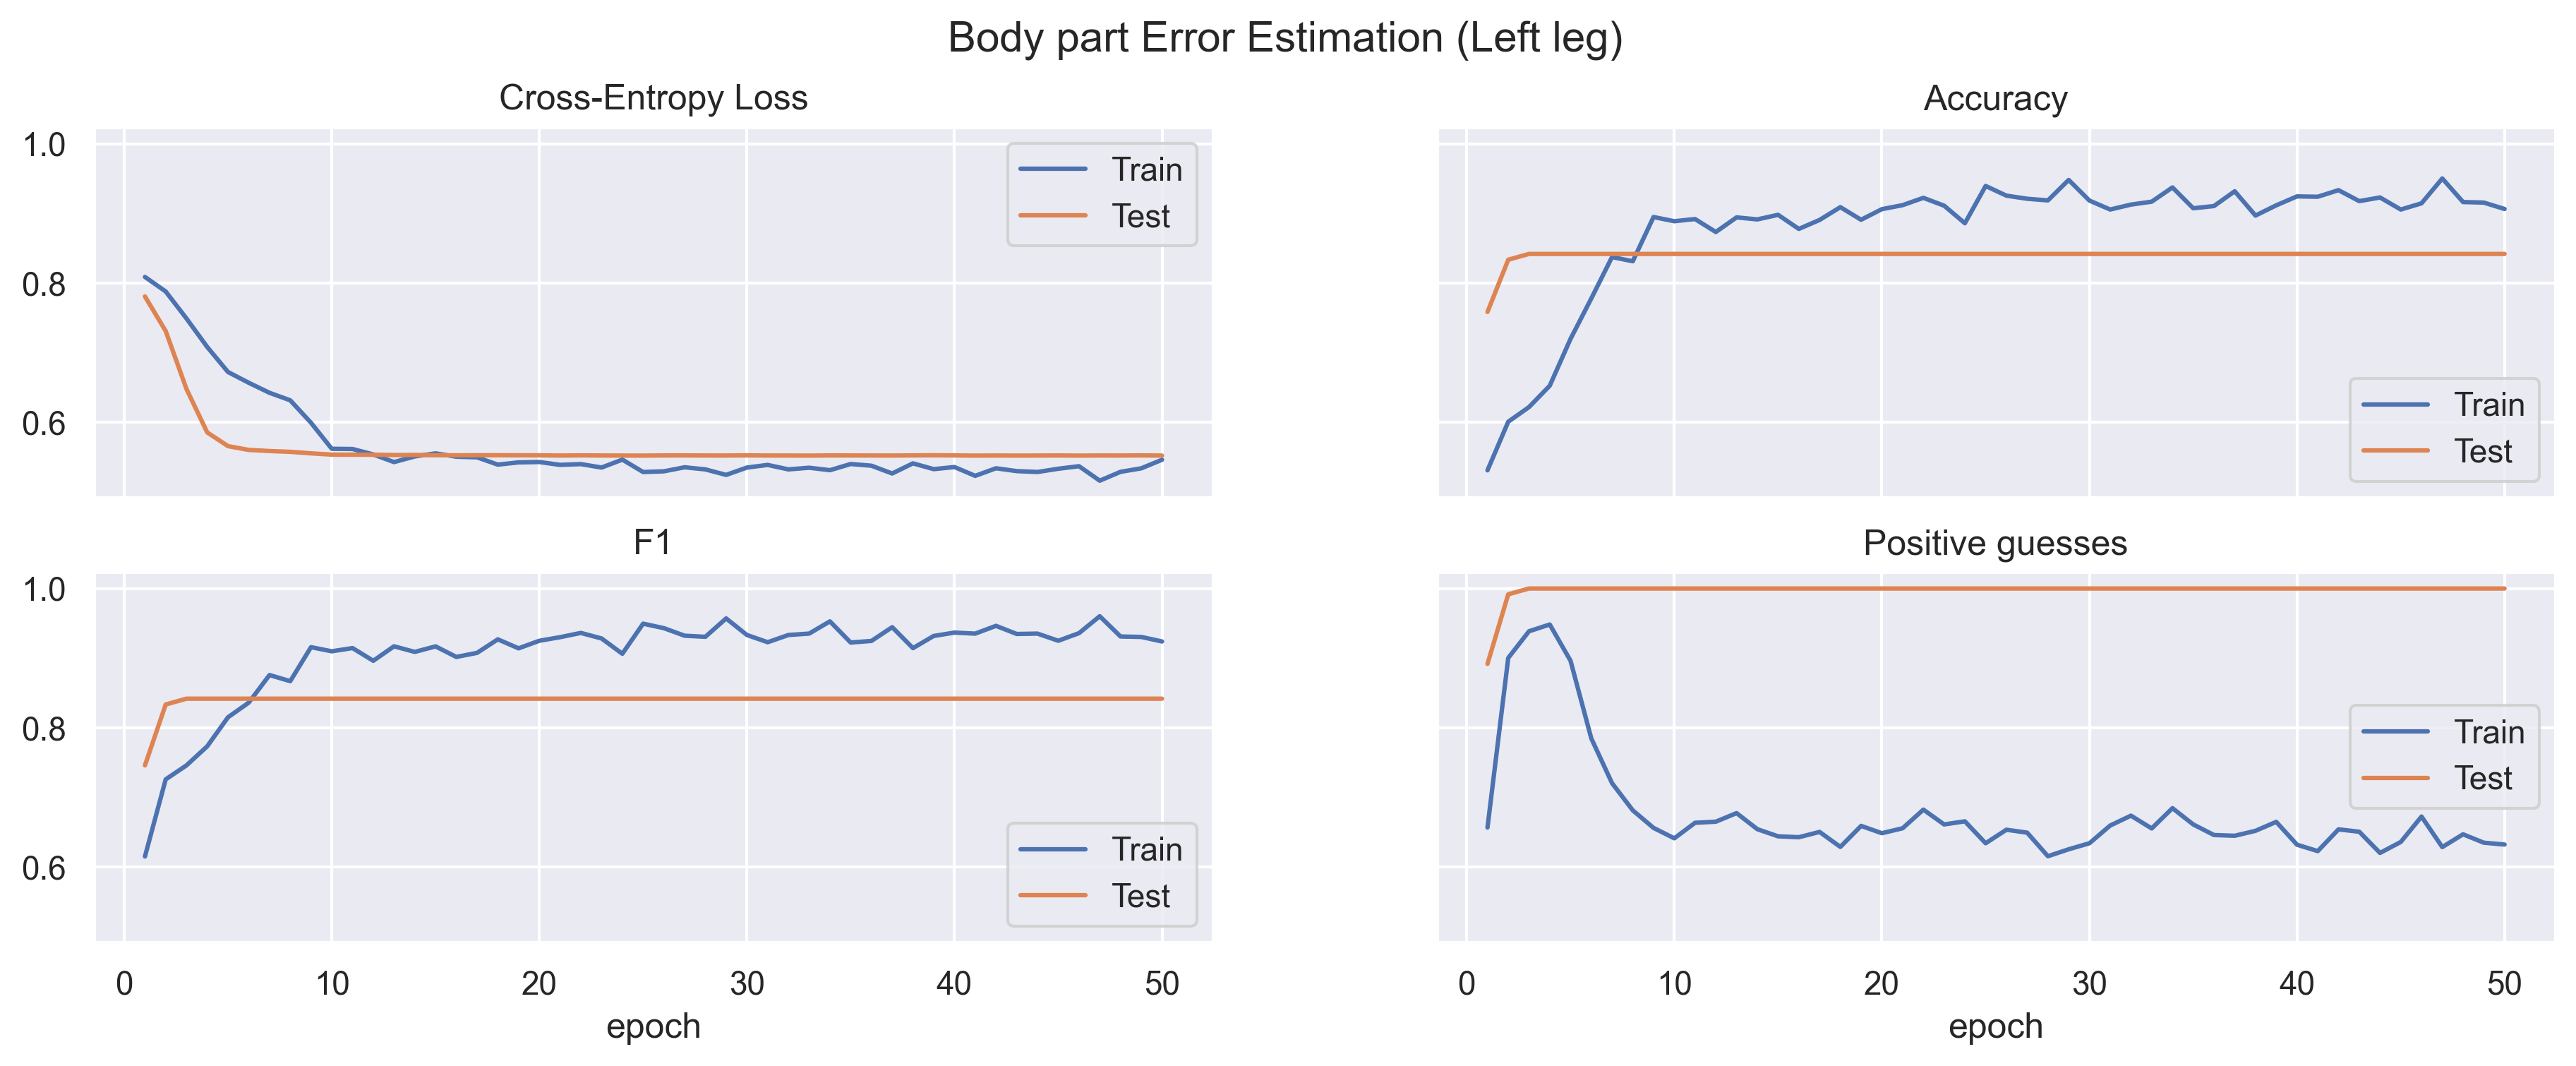 Body part Error Estimation (Left leg)
Cross-Entropy Loss
1.0
0.8
0.6
Train
Test
Accuracy
Train
Test
F1
1.0
0.8
0.6
Train
Test
0 10 20 30 40 50
epoch
Positive guesses
Train
Test
0 10 20 30 40 50
epoch